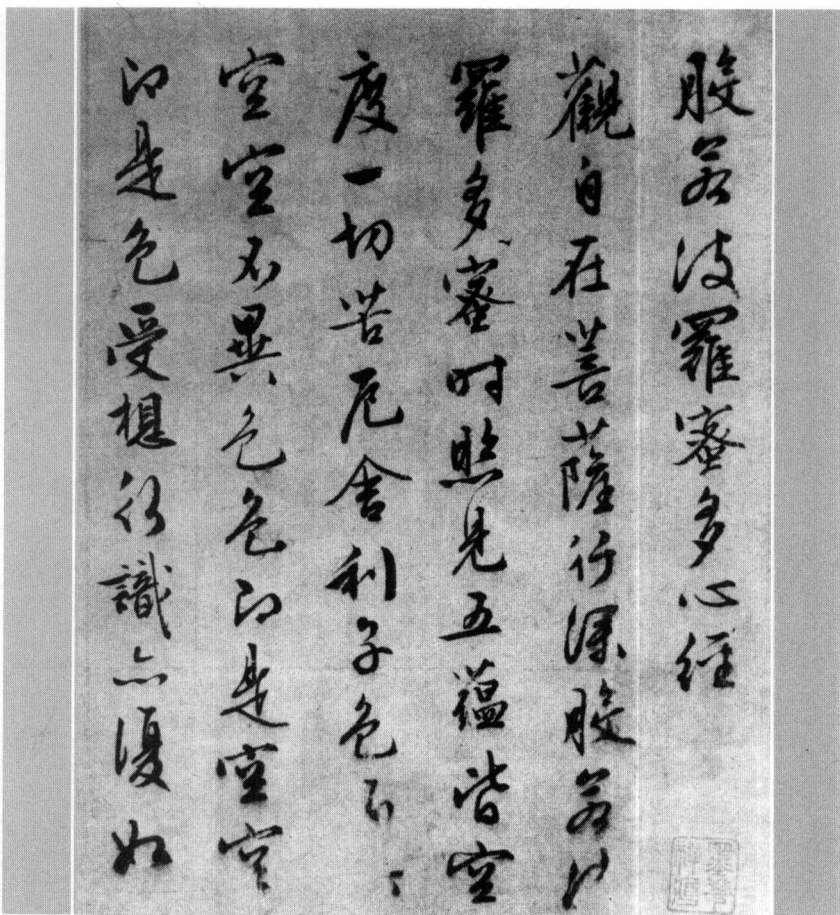 般若波羅蜜多心經
觀自在菩薩行深般若波
羅多蜜時照見五蘊皆空
度一切苦厄舍利子色不
空空不異色色即是空空
即是色受想行識亦復如